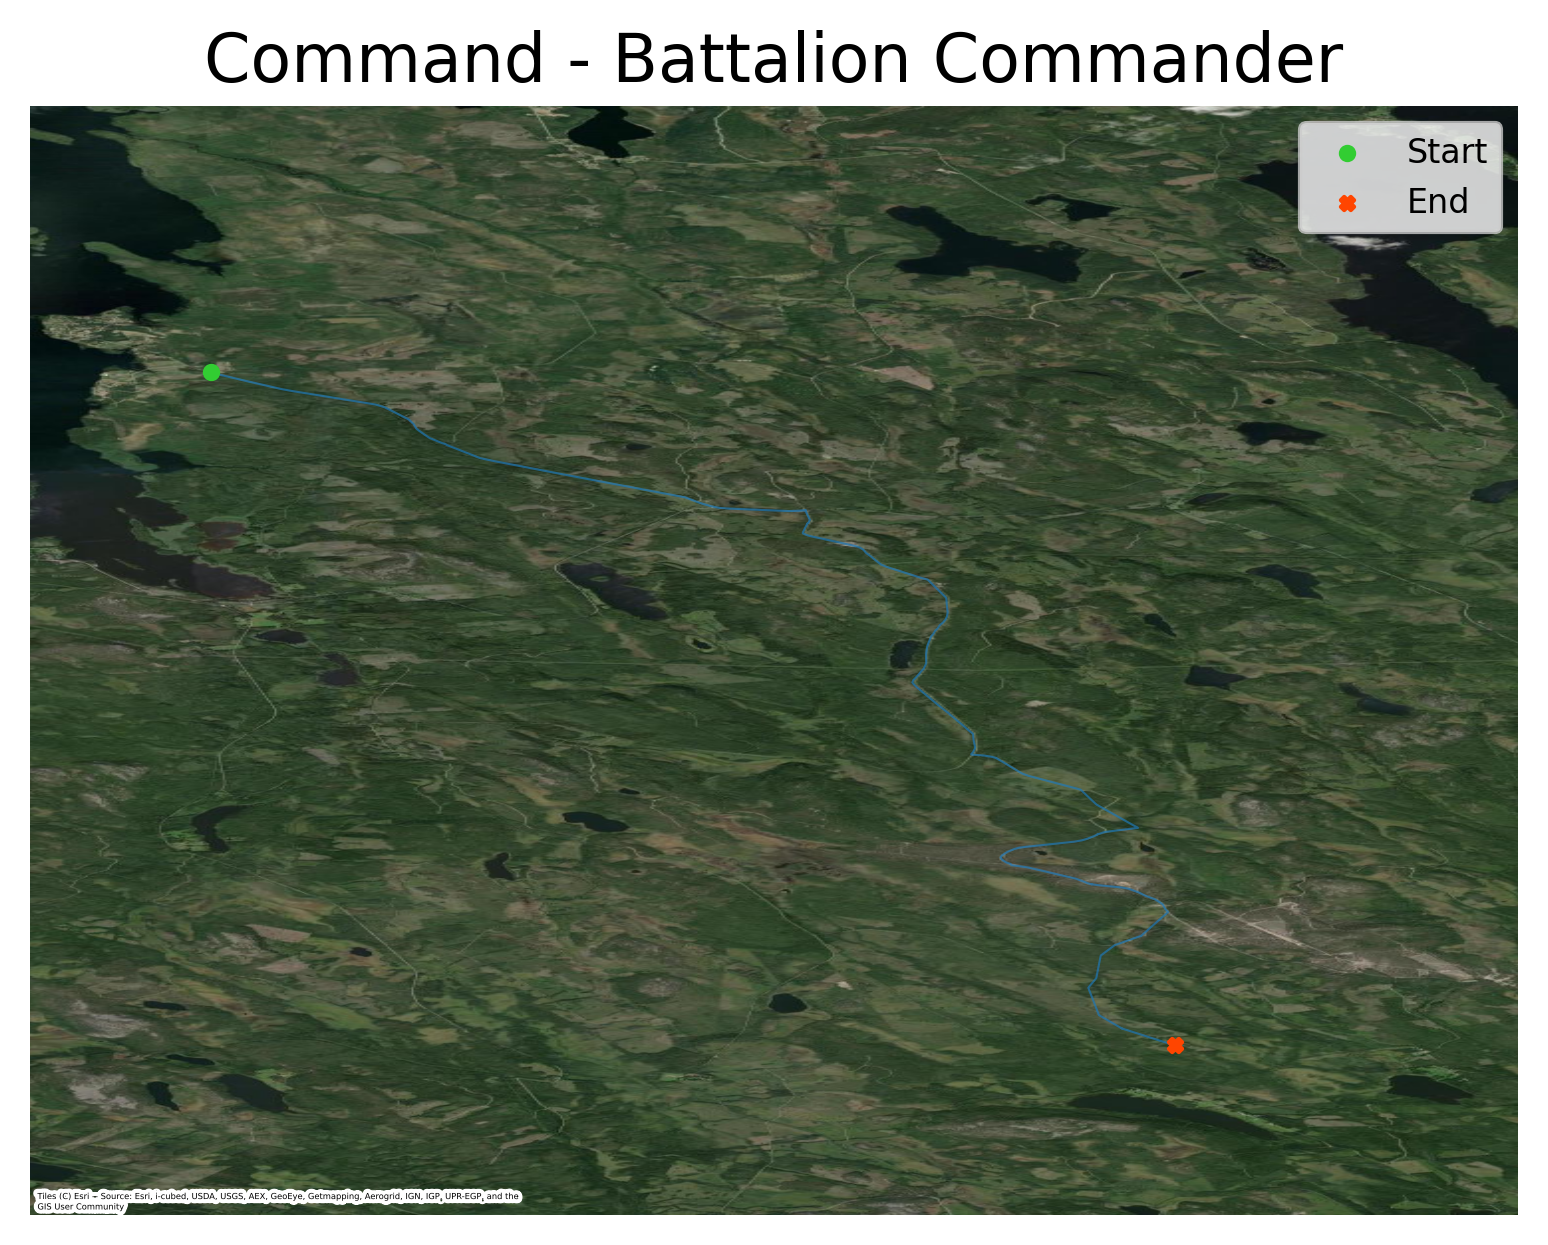 Command - Battalion Commander
Start
End
Tiles (C) Esri -- Source: Esri, i-cubed, USDA, USGS, AEX, GeoEye, Getmapping, Aerogrid, IGN, IGP, UPR-EGP, and the
GIS User Community